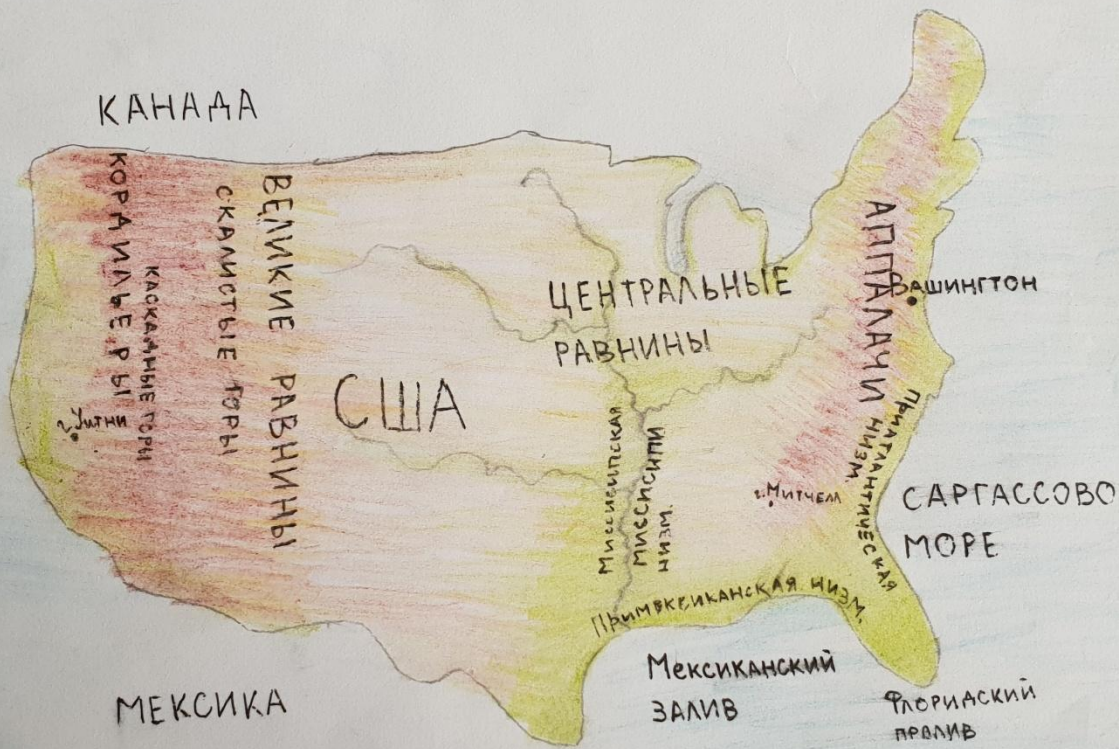 КАНАДА
КОРДИЛЬЕРЫ
КАСКАДНЫЕ ГОРЫ
СКАЛИСТЫЕ ГОРЫ
ВЕЛИКИЕ РАВНИНЫ
г. Уитни
США
ЦЕНТРАЛЬНЫЕ
РАВНИНЫ
АППАЛАЧИ
Вашингтон
Приатлантическая
низм.
Миссисипская
Миссисипи
низм.
г. Митчелл
САРГАССОВО
МОРЕ
Примекиканская низм.
МЕКСИКА
Мексиканский
ЗАЛИВ
Флоридский
пролив